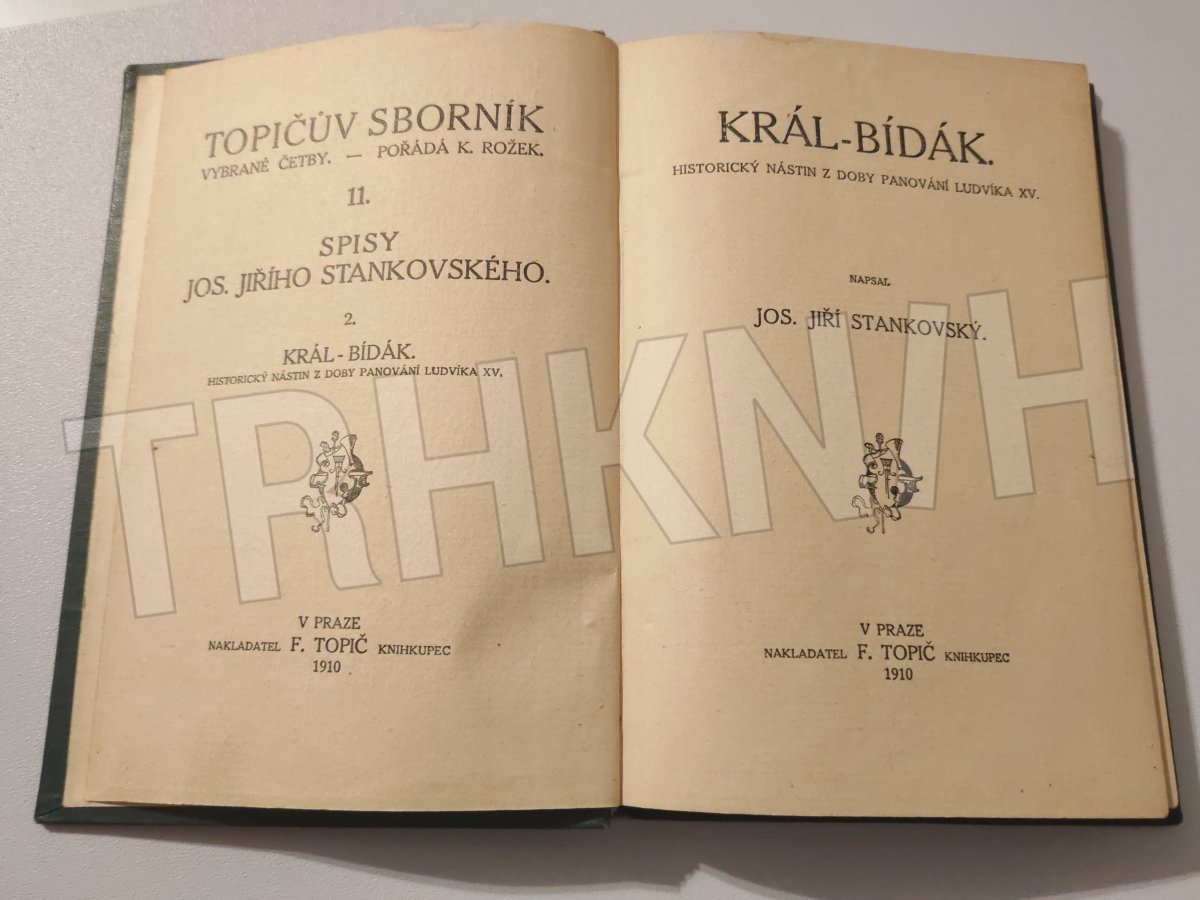 TOPIČŮV SBORNÍK
VYBRANÉ ČETBY. — POŘÁDÁ K. ROŽEK.
11.
SPISY
JOS. JIŘÍHO STANKOVSKÉHO.
2.
KRÁL-BÍDÁK.
HISTORICKÝ NÁSTIN Z DOBY PANOVÁNÍ LUDVÍKA XV.
V PRAZE
NAKLADATEL F. TOPIČ KNIHKUPEC
1910
KRÁL-BÍDÁK.
HISTORICKÝ NÁSTIN Z DOBY PANOVÁNÍ LUDVÍKA XV.
NAPSAL
JOS. JIŘÍ STANKOVSKÝ.
V PRAZE
NAKLADATEL F. TOPIČ KNIHKUPEC
1910
TRHKNIH